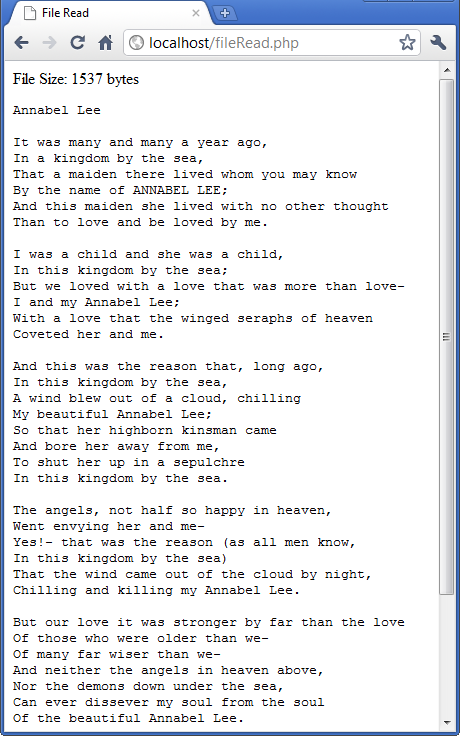 File Read
localhost/fileRead.php
File Size: 1537 bytes
Annabel Lee
It was many and many a year ago,
In a kingdom by the sea,
That a maiden there lived whom you may know
By the name of ANNABEL LEE;
And this maiden she lived with no other thought
Than to love and be loved by me.
I was a child and she was a child,
In this kingdom by the sea;
But we loved with a love that was more than love-
I and my Annabel Lee;
With a love that the winged seraphs of heaven
Coveted her and me.
And this was the reason that, long ago,
In this kingdom by the sea,
A wind blew out of a cloud, chilling
My beautiful Annabel Lee;
So that her highborn kinsman came
And bore her away from me,
To shut her up in a sepulchre
In this kingdom by the sea.
The angels, not half so happy in heaven,
Went envying her and me-
Yes!- that was the reason (as all men know,
In this kingdom by the sea)
That the wind came out of the cloud by night,
Chilling and killing my Annabel Lee.
But our love it was stronger by far than the love
Of those who were older than we-
Of many far wiser than we-
And neither the angels in heaven above,
Nor the demons down under the sea,
Can ever dissever my soul from the soul
Of the beautiful Annabel Lee.